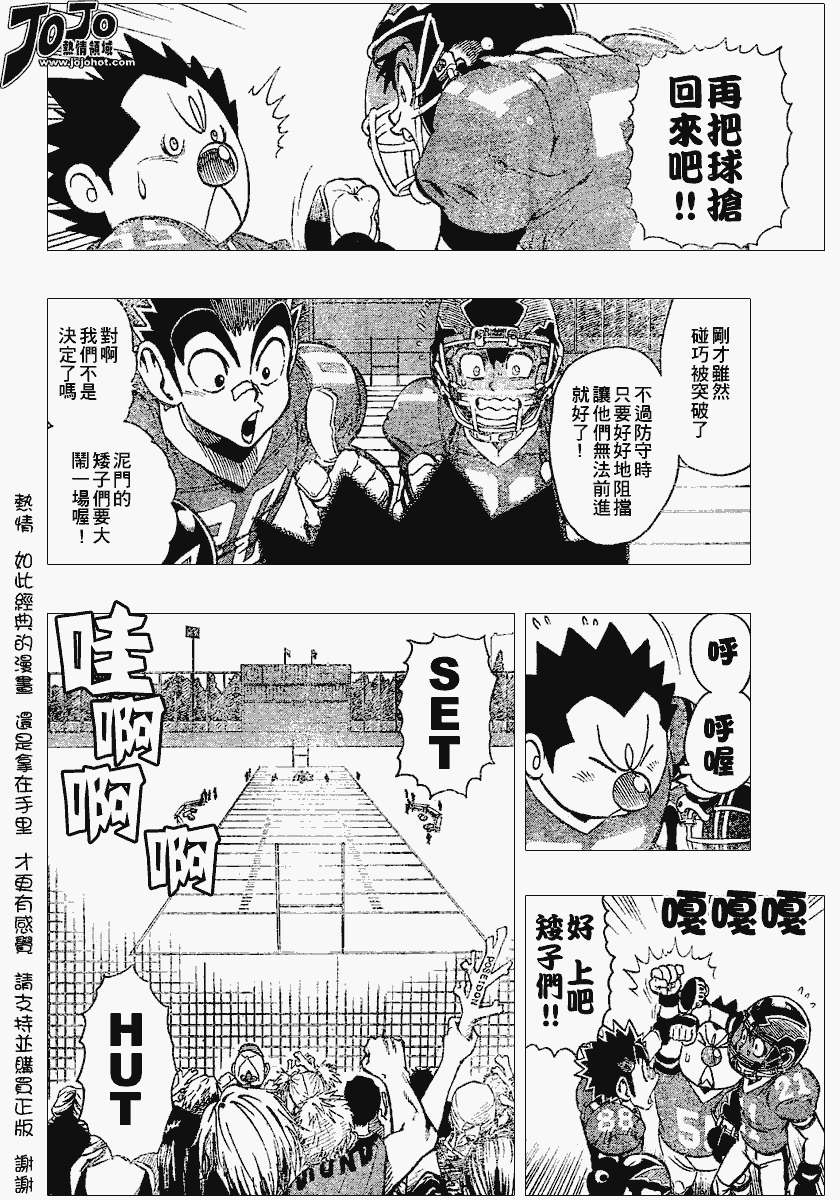 JOJO
熱情領域
www.jojohot.com
再把球搶
回來吧!!
剛才雖然
碰巧被突破了
不過防守時
只要好好地阻擋
讓他們無法前進
就好了!
對啊
我們不是
決定了嗎
泥門的
矮子們要大
鬧一場喔!
呼
呼喔
哇
啊
啊
啊
SET
HUT
POSEIDON
嘎嘎嘎
好 上吧
矮子們!!
88
21
熱情 如此經典的漫畫 還是拿在手里 才更有感覺 請支持並購買正版 謝謝